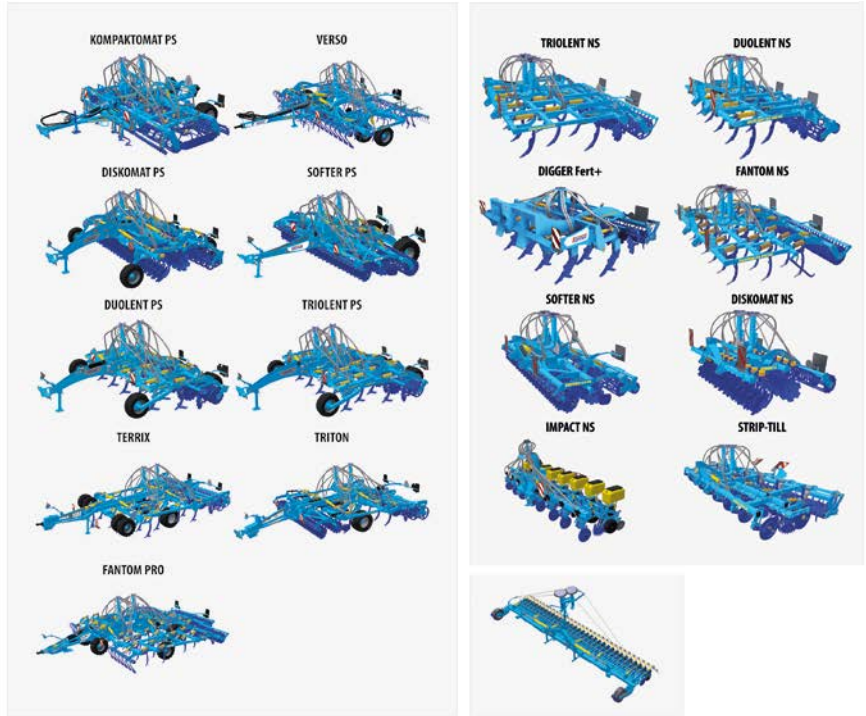 KOMPAKTOMAT PS
VERSO
DISKOMAT PS
SOFTER PS
DUOLENT PS
TRIOLENT PS
TERRIX
TRITON
FANTOM PRO
TRIOLENT NS
DUOLENT NS
DIGGER Fert+
FANTOM NS
SOFTER NS
DISKOMAT NS
IMPACT NS
STRIP-TILL